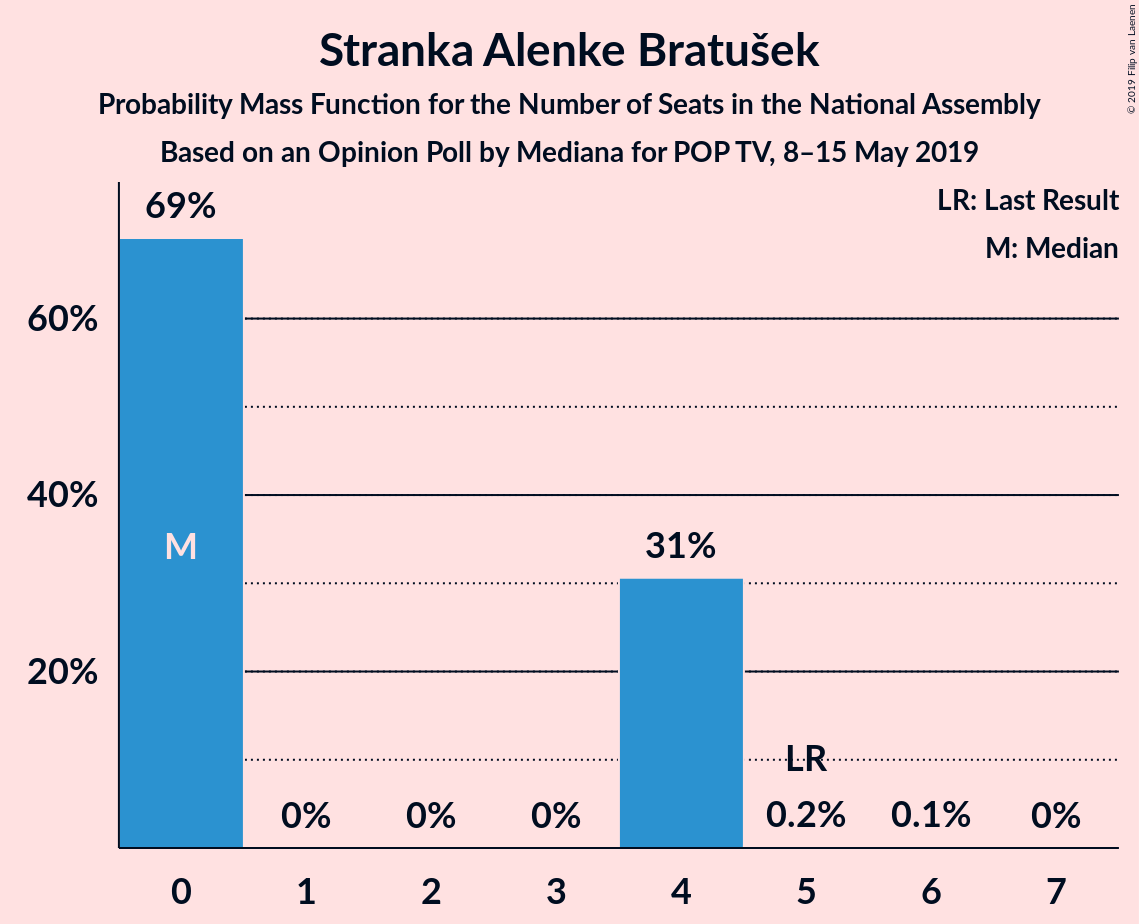 Stranka Alenke Bratušek
Probability Mass Function for the Number of Seats in the National Assembly
Based on an Opinion Poll by Mediana for POP TV, 8–15 May 2019
© 2019 Filip van Laenen
LR: Last Result
M: Median
69%
60%
40%
M
31%
20%
LR
0%
0%
0%
0.2%
0.1%
0%
0 1 2 3 4 5 6 7